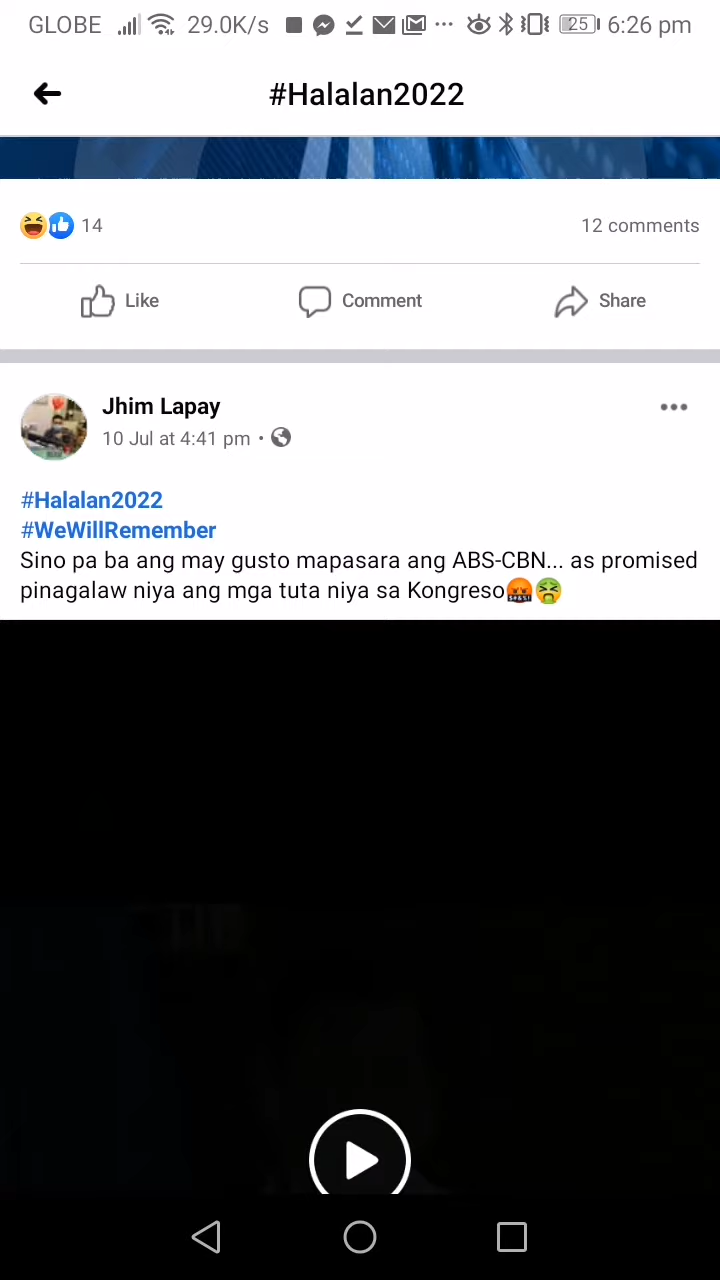 GLOBE 29.0K/s ... 25 6:26 pm
#Halalan2022
14 12 comments
Like Comment Share
Jhim Lapay
10 Jul at 4:41 pm •
#Halalan2022
#WeWillRemember
Sino pa ba ang may gusto mapasara ang ABS-CBN... as promised
pinagalaw niya ang mga tuta niya sa Kongreso🤬😫